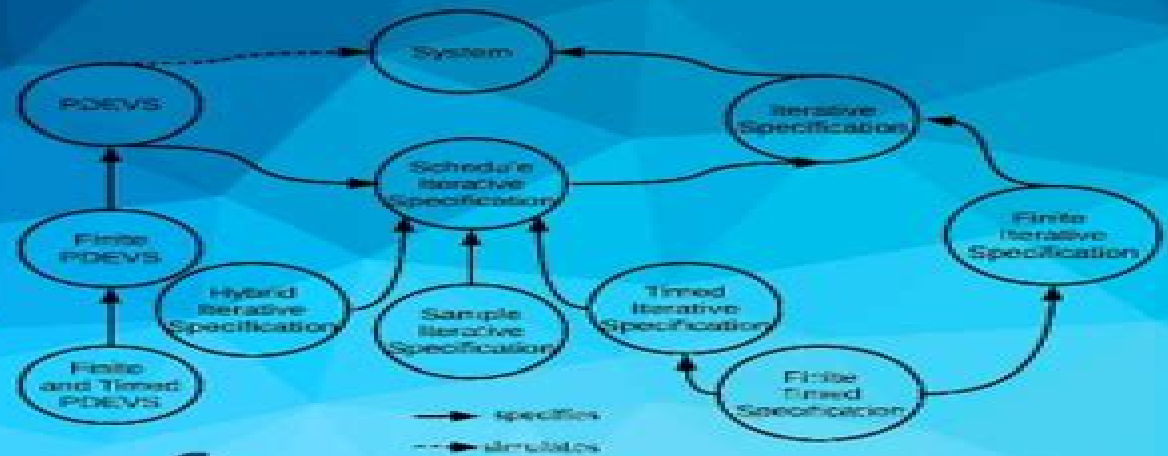 System
PDEVS
Iterative
Specification
Schedule
Iterative
Specification
Finite
PDEVS
Finite
Iterative
Specification
Hybrid
Iterative
Specification
Sample
Iterative
Specification
Timed
Iterative
Specification
Finite
and Timed
PDEVS
Finite
Timed
Specification
specifies
simulates